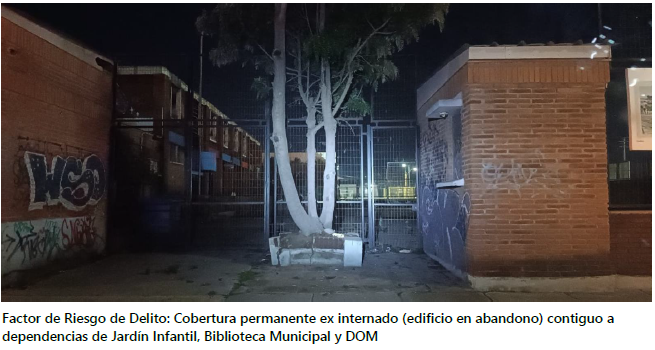 Factor de Riesgo de Delito: Cobertura permanente ex internado (edificio en abandono) contiguo a
dependencias de Jardín Infantil, Biblioteca Municipal y DOM